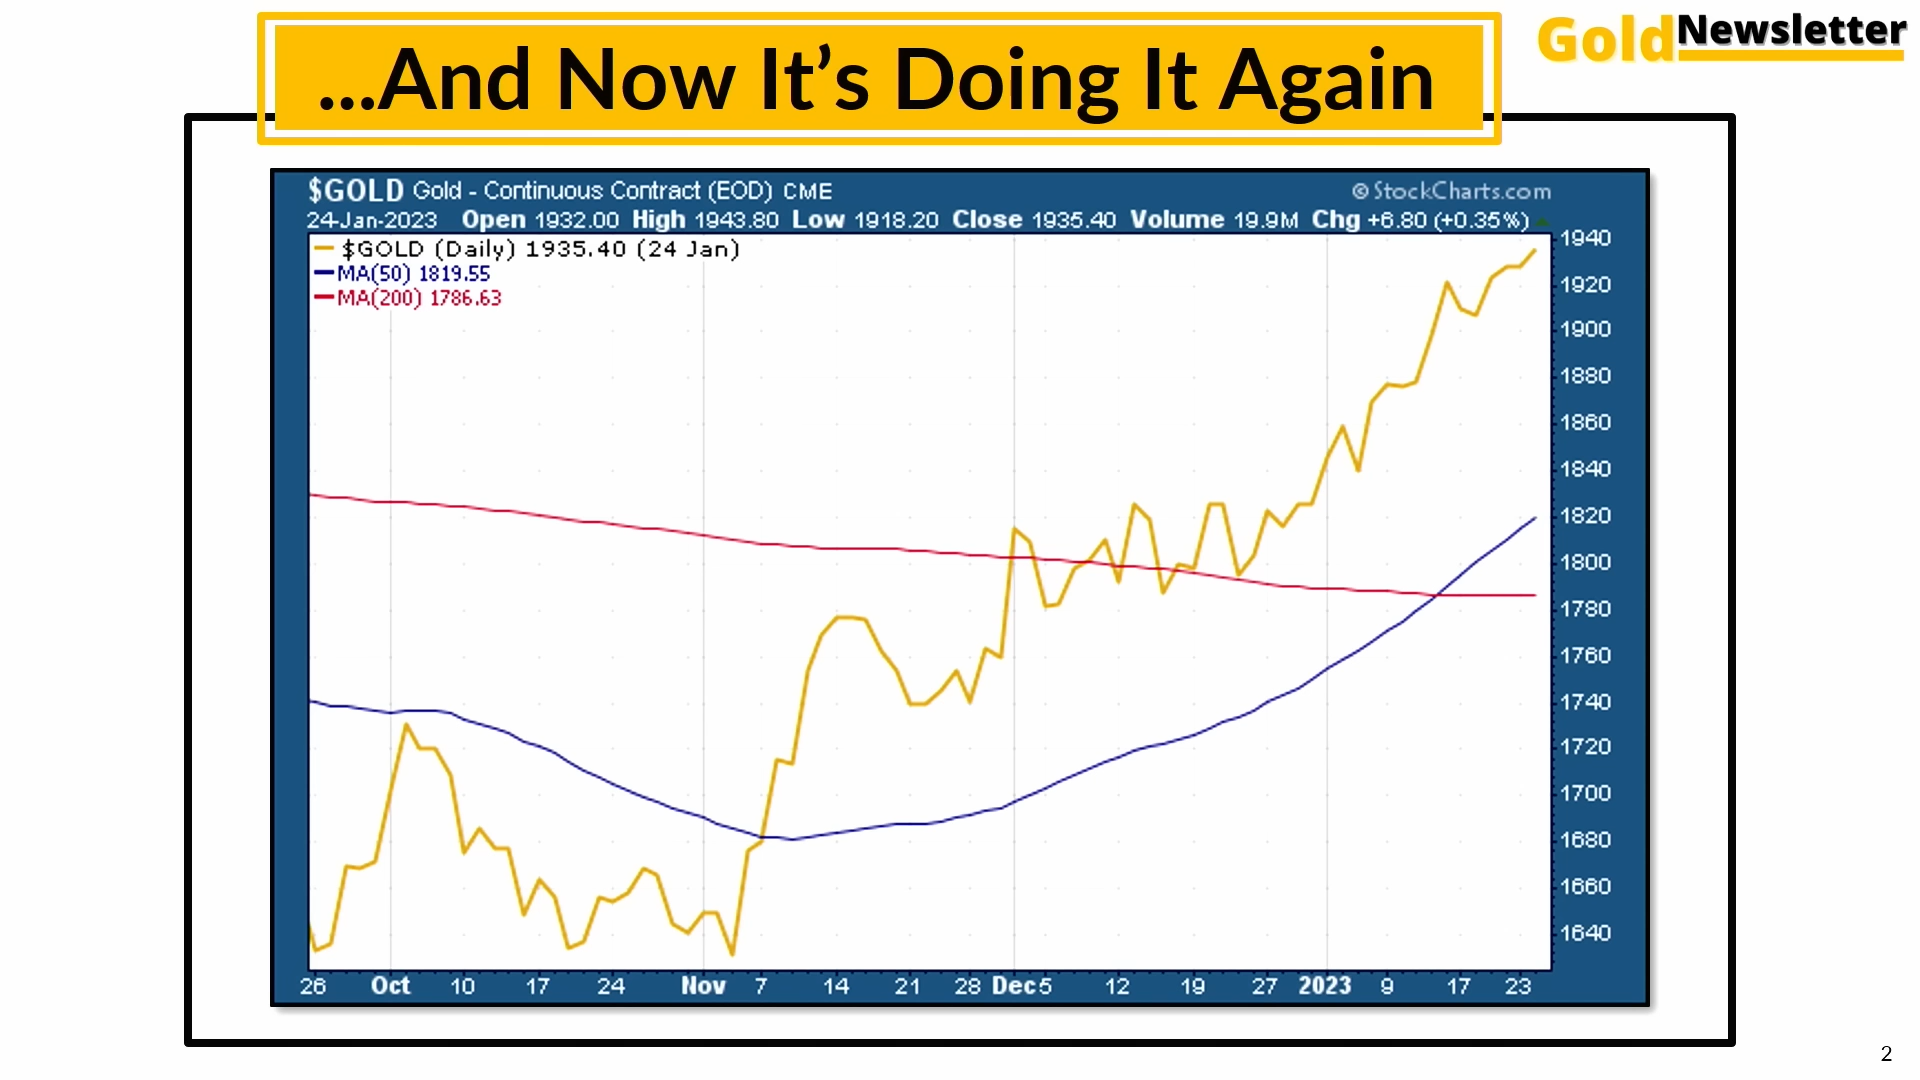 ...And Now It’s Doing It Again
GoldNewsletter
$GOLD Gold - Continuous Contract (EOD) CME © StockCharts.com
24-Jan-2023 Open 1932.00 High 1943.80 Low 1918.20 Close 1935.40 Volume 19.9M Chg +6.80 (+0.35%)
$GOLD (Daily) 1935.40 (24 Jan)
MA(50) 1819.55
MA(200) 1786.63
1940
1920
1900
1880
1860
1840
1820
1800
1780
1760
1740
1720
1700
1680
1660
1640
26 Oct 10 17 24 Nov 7 14 21 28 Dec 5 12 19 27 2023 9 17 23
2